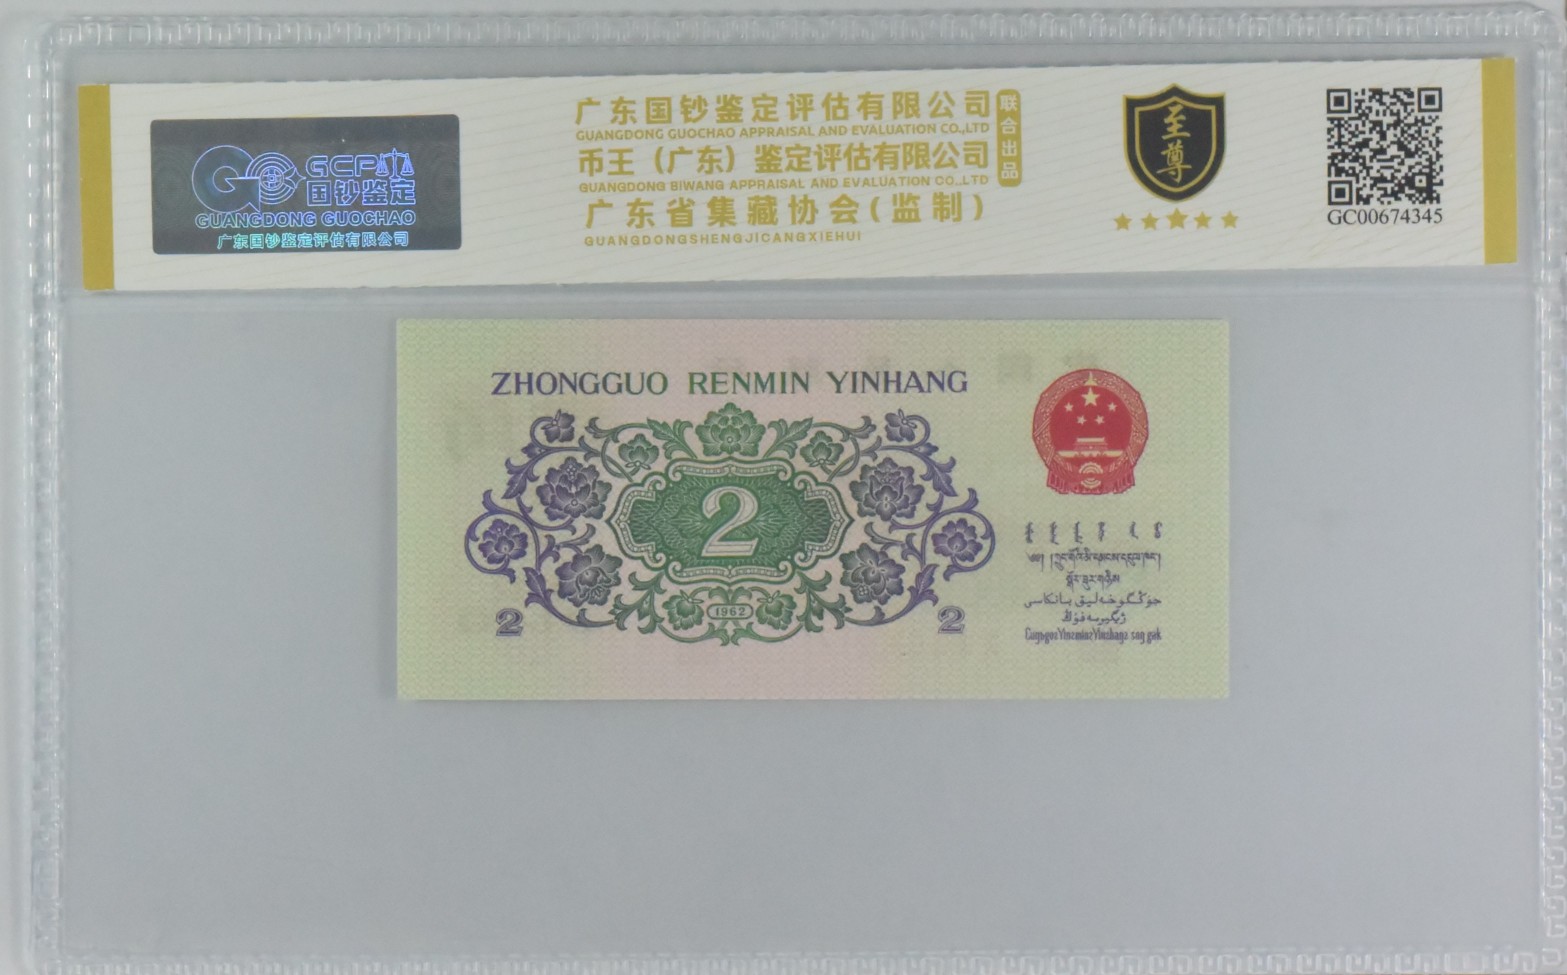 GCP
国钞鉴定
GUANGDONG GUOCHAO
广东国钞鉴定评估有限公司
广东国钞鉴定评估有限公司
GUANGDONG GUOCHAO APPRAISAL AND EVALUATION CO.,LTD
币王（广东）鉴定评估有限公司
GUANGDONG BIWANG APPRAISAL AND EVALUATION CO.,LTD
广东省集藏协会(监制)
GUANGDONGSHENGJICANGXIEHUI
联合出品
至尊
GC00674345
ZHONGGUO RENMIN YINHANG
2
1962
2
2
جۇڭگوخەلىق بانكاسى